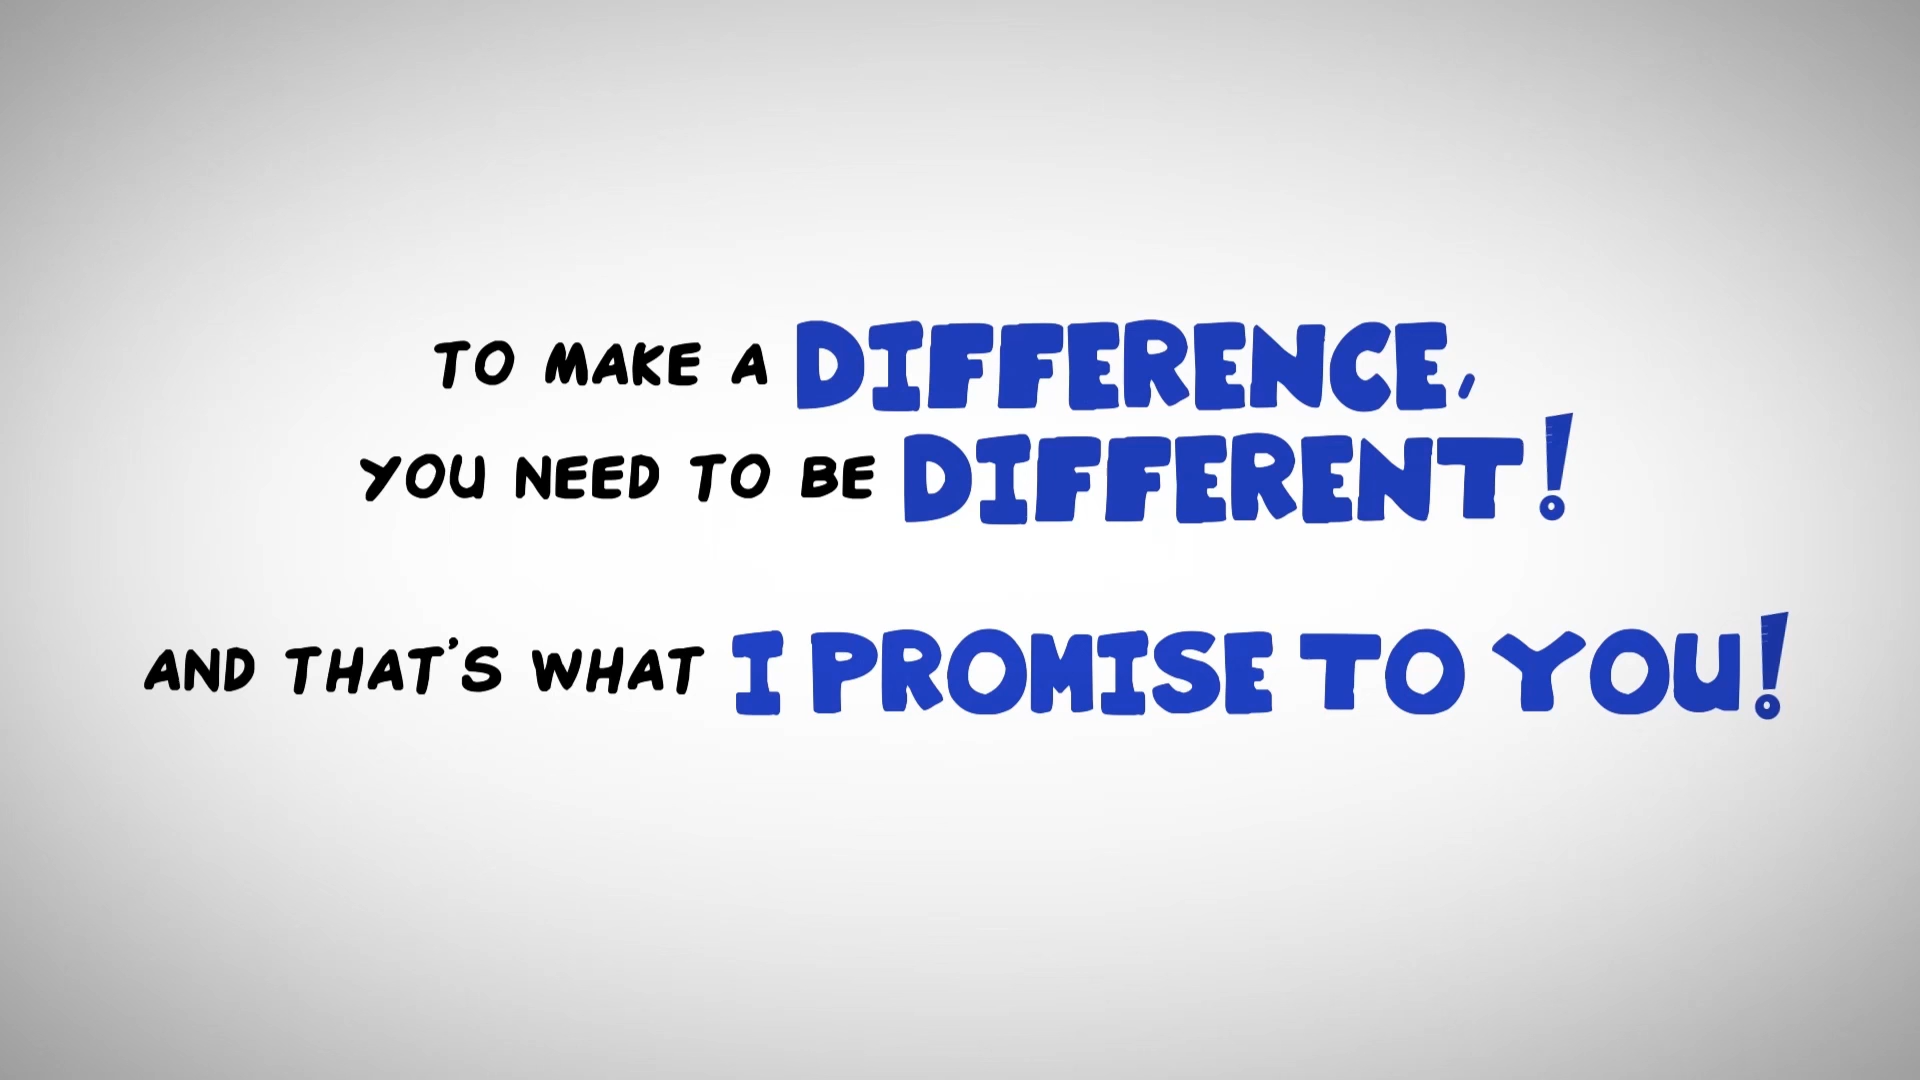 TO MAKE A DIFFERENCE,
YOU NEED TO BE DIFFERENT!
AND THAT'S WHAT I PROMISE TO YOU!